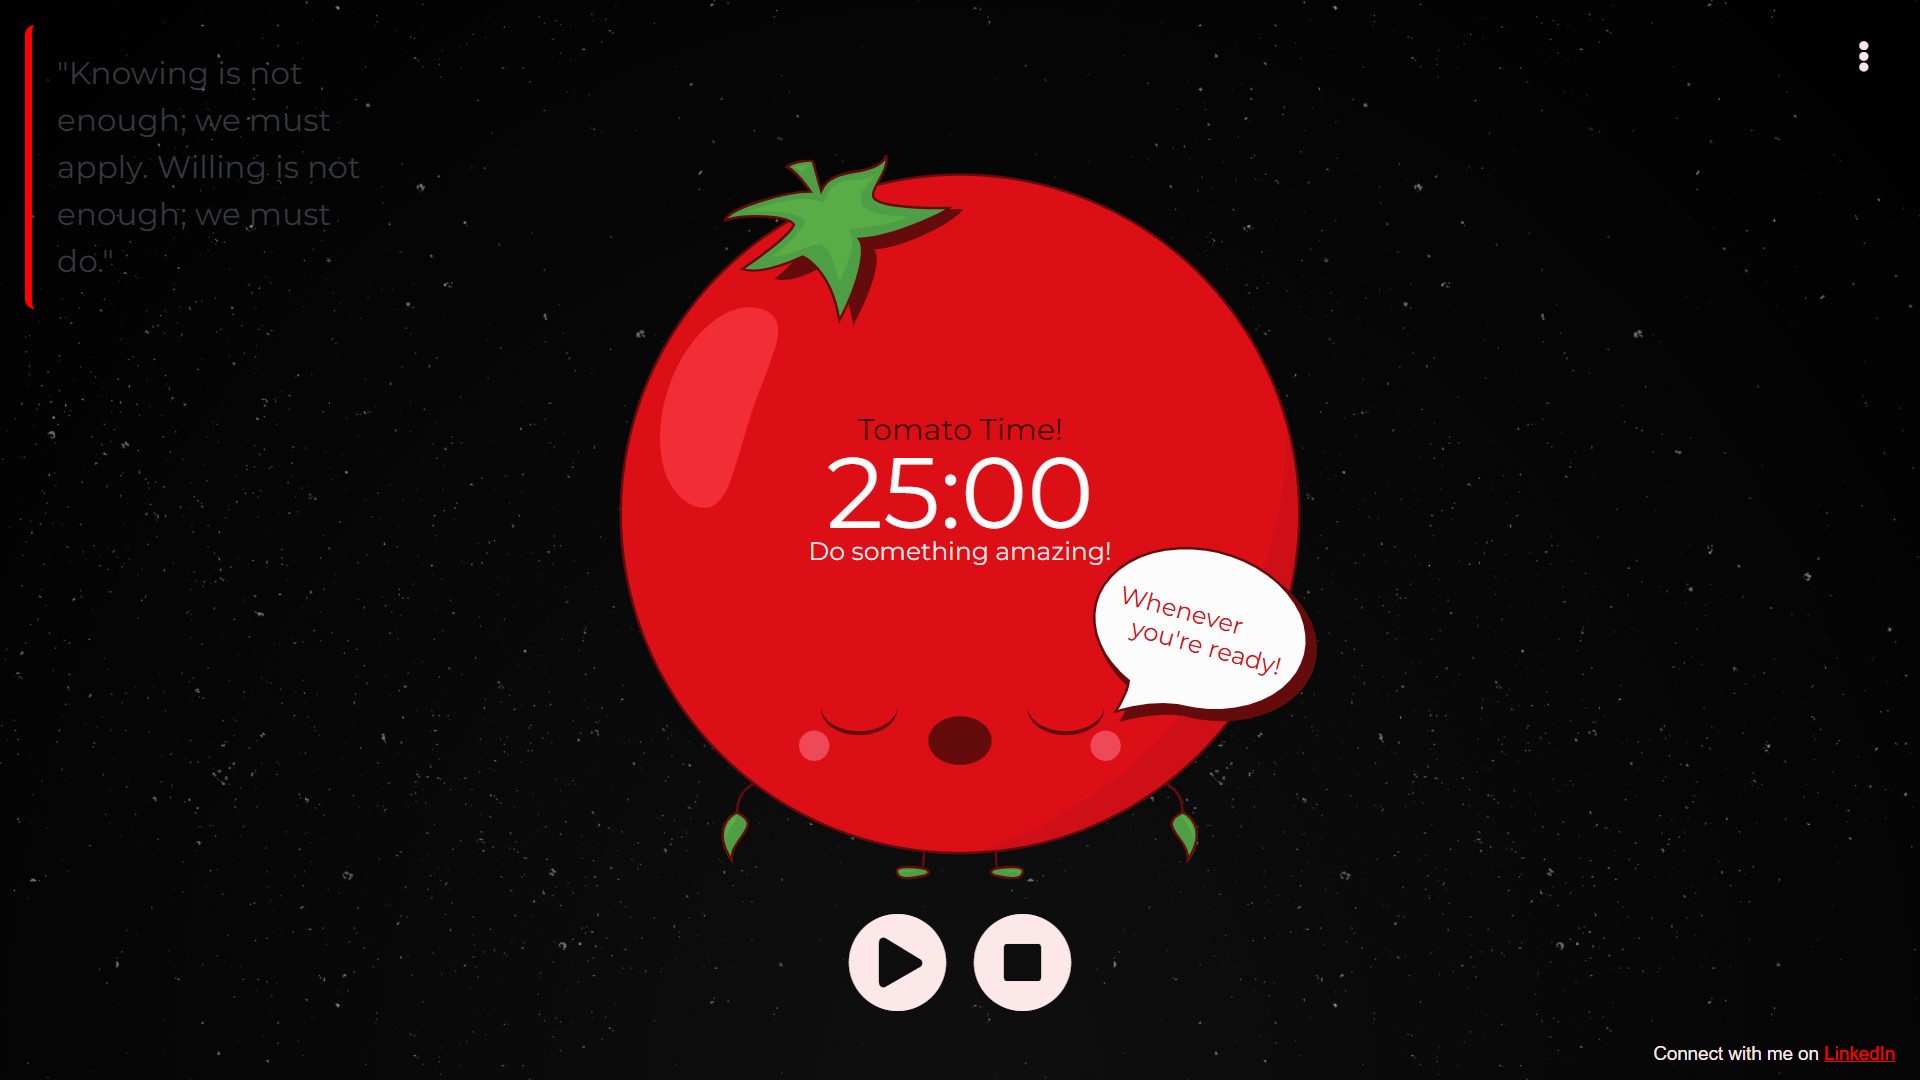 "Knowing is not
enough; we must
apply. Willing is not
enough; we must
do."
Tomato Time!
25:00
Do something amazing!
Whenever
you're ready!
Connect with me on LinkedIn